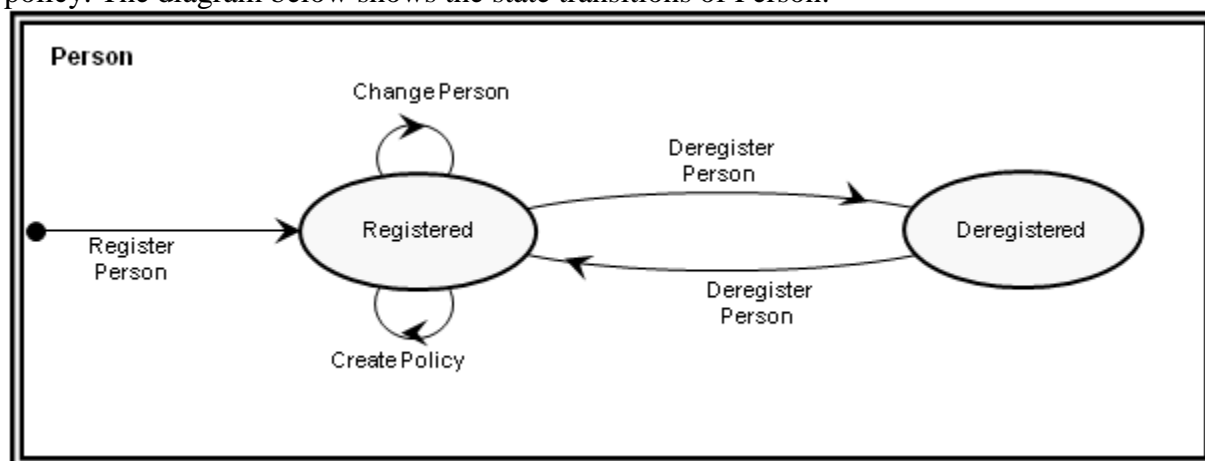 policy. The diagram below shows the state transitions of Person.
Person
Change Person
Deregister
Person
Registered
Deregistered
Register
Person
Deregister
Person
Create Policy